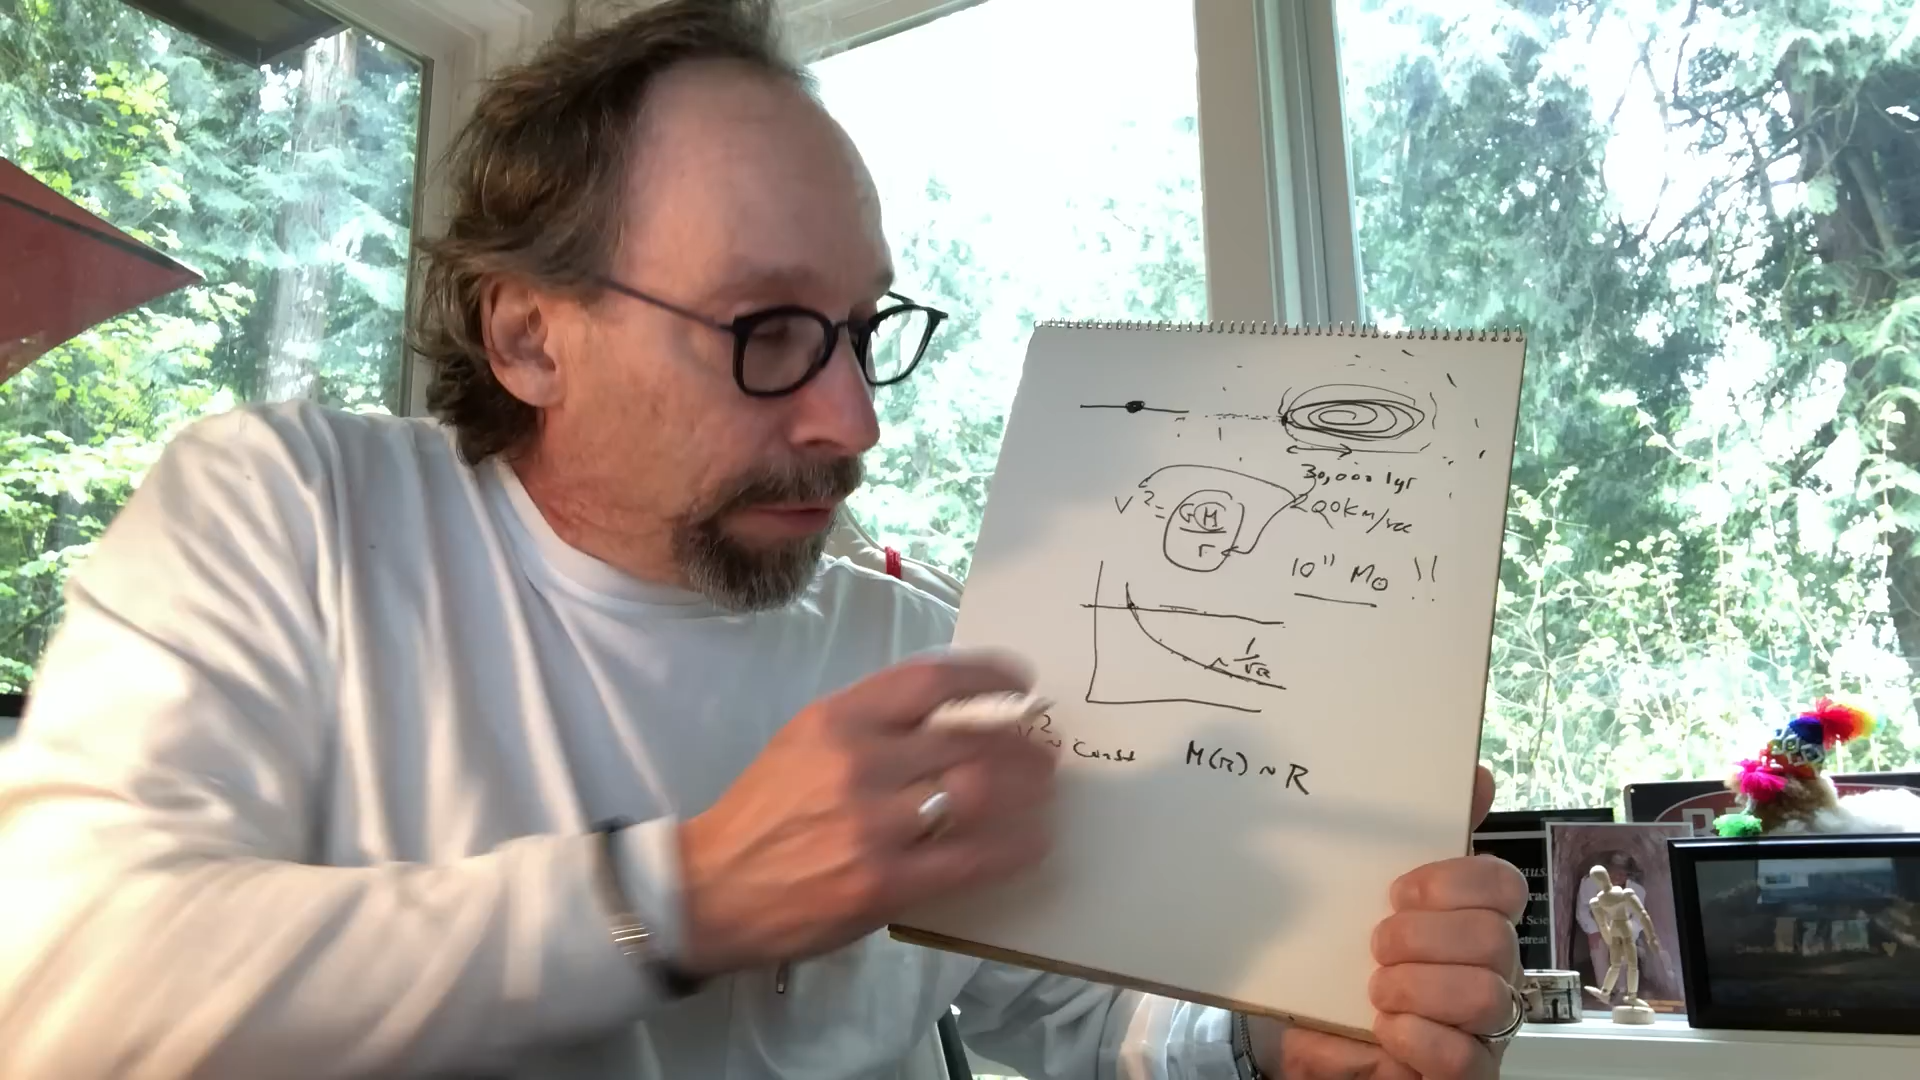 30,000 lyr
v² = GM/r
200km/sec
10¹¹ M⊙ !!
~ 1/√R
v² ~ const M(R) ~ R